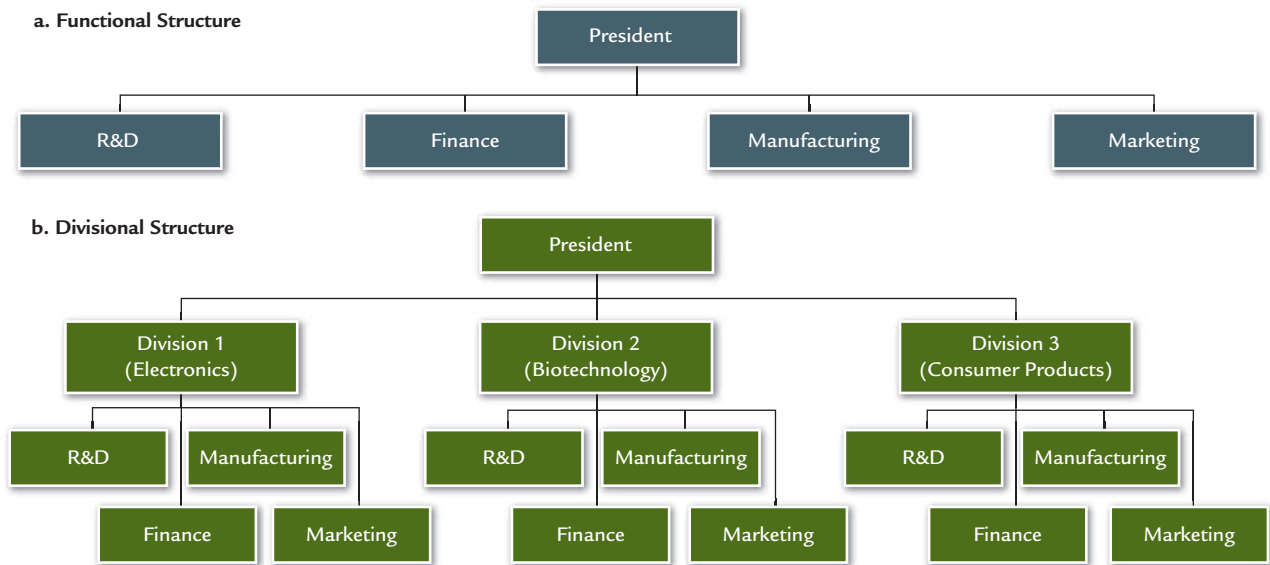 a. Functional Structure
President
R&D
Finance
Manufacturing
Marketing
b. Divisional Structure
President
Division 1
(Electronics)
Division 2
(Biotechnology)
Division 3
(Consumer Products)
R&D
Manufacturing
R&D
Manufacturing
R&D
Manufacturing
Finance
Marketing
Finance
Marketing
Finance
Marketing